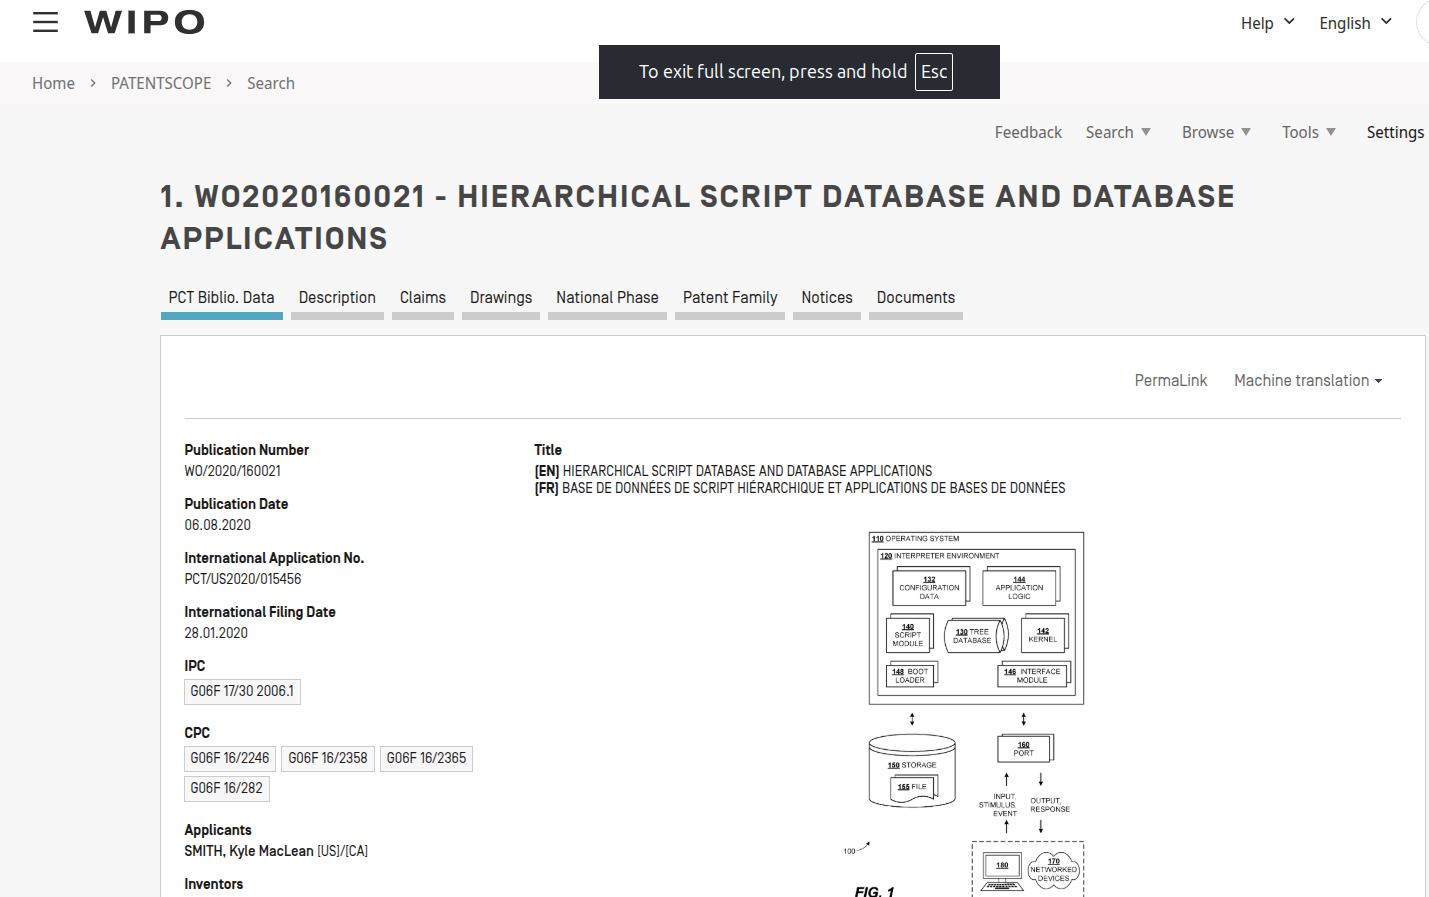 WIPO
Help
English
To exit full screen, press and hold Esc
Home > PATENTSCOPE > Search
Feedback Search Browse Tools Settings
1. WO2020160021 - HIERARCHICAL SCRIPT DATABASE AND DATABASE
APPLICATIONS
PCT Biblio. Data Description Claims Drawings National Phase Patent Family Notices Documents
PermaLink Machine translation
Publication Number
WO/2020/160021
Publication Date
06.08.2020
International Application No.
PCT/US2020/015456
International Filing Date
28.01.2020
IPC
G06F 17/30 2006.1
CPC
G06F 16/2246 G06F 16/2358 G06F 16/2365
G06F 16/282
Applicants
SMITH, Kyle MacLean [US]/[CA]
Inventors
Title
[EN] HIERARCHICAL SCRIPT DATABASE AND DATABASE APPLICATIONS
[FR] BASE DE DONNÉES DE SCRIPT HIÉRARCHIQUE ET APPLICATIONS DE BASES DE DONNÉES
110 OPERATING SYSTEM
120 INTERPRETER ENVIRONMENT
132
CONFIGURATION
DATA
144
APPLICATION
LOGIC
140
SCRIPT
MODULE
130 TREE
DATABASE
142
KERNEL
148 BOOT
LOADER
146 INTERFACE
MODULE
150 STORAGE
155 FILE
160
PORT
INPUT,
STIMULUS,
EVENT
OUTPUT,
RESPONSE
100
180
170
NETWORKED
DEVICES
FIG. 1